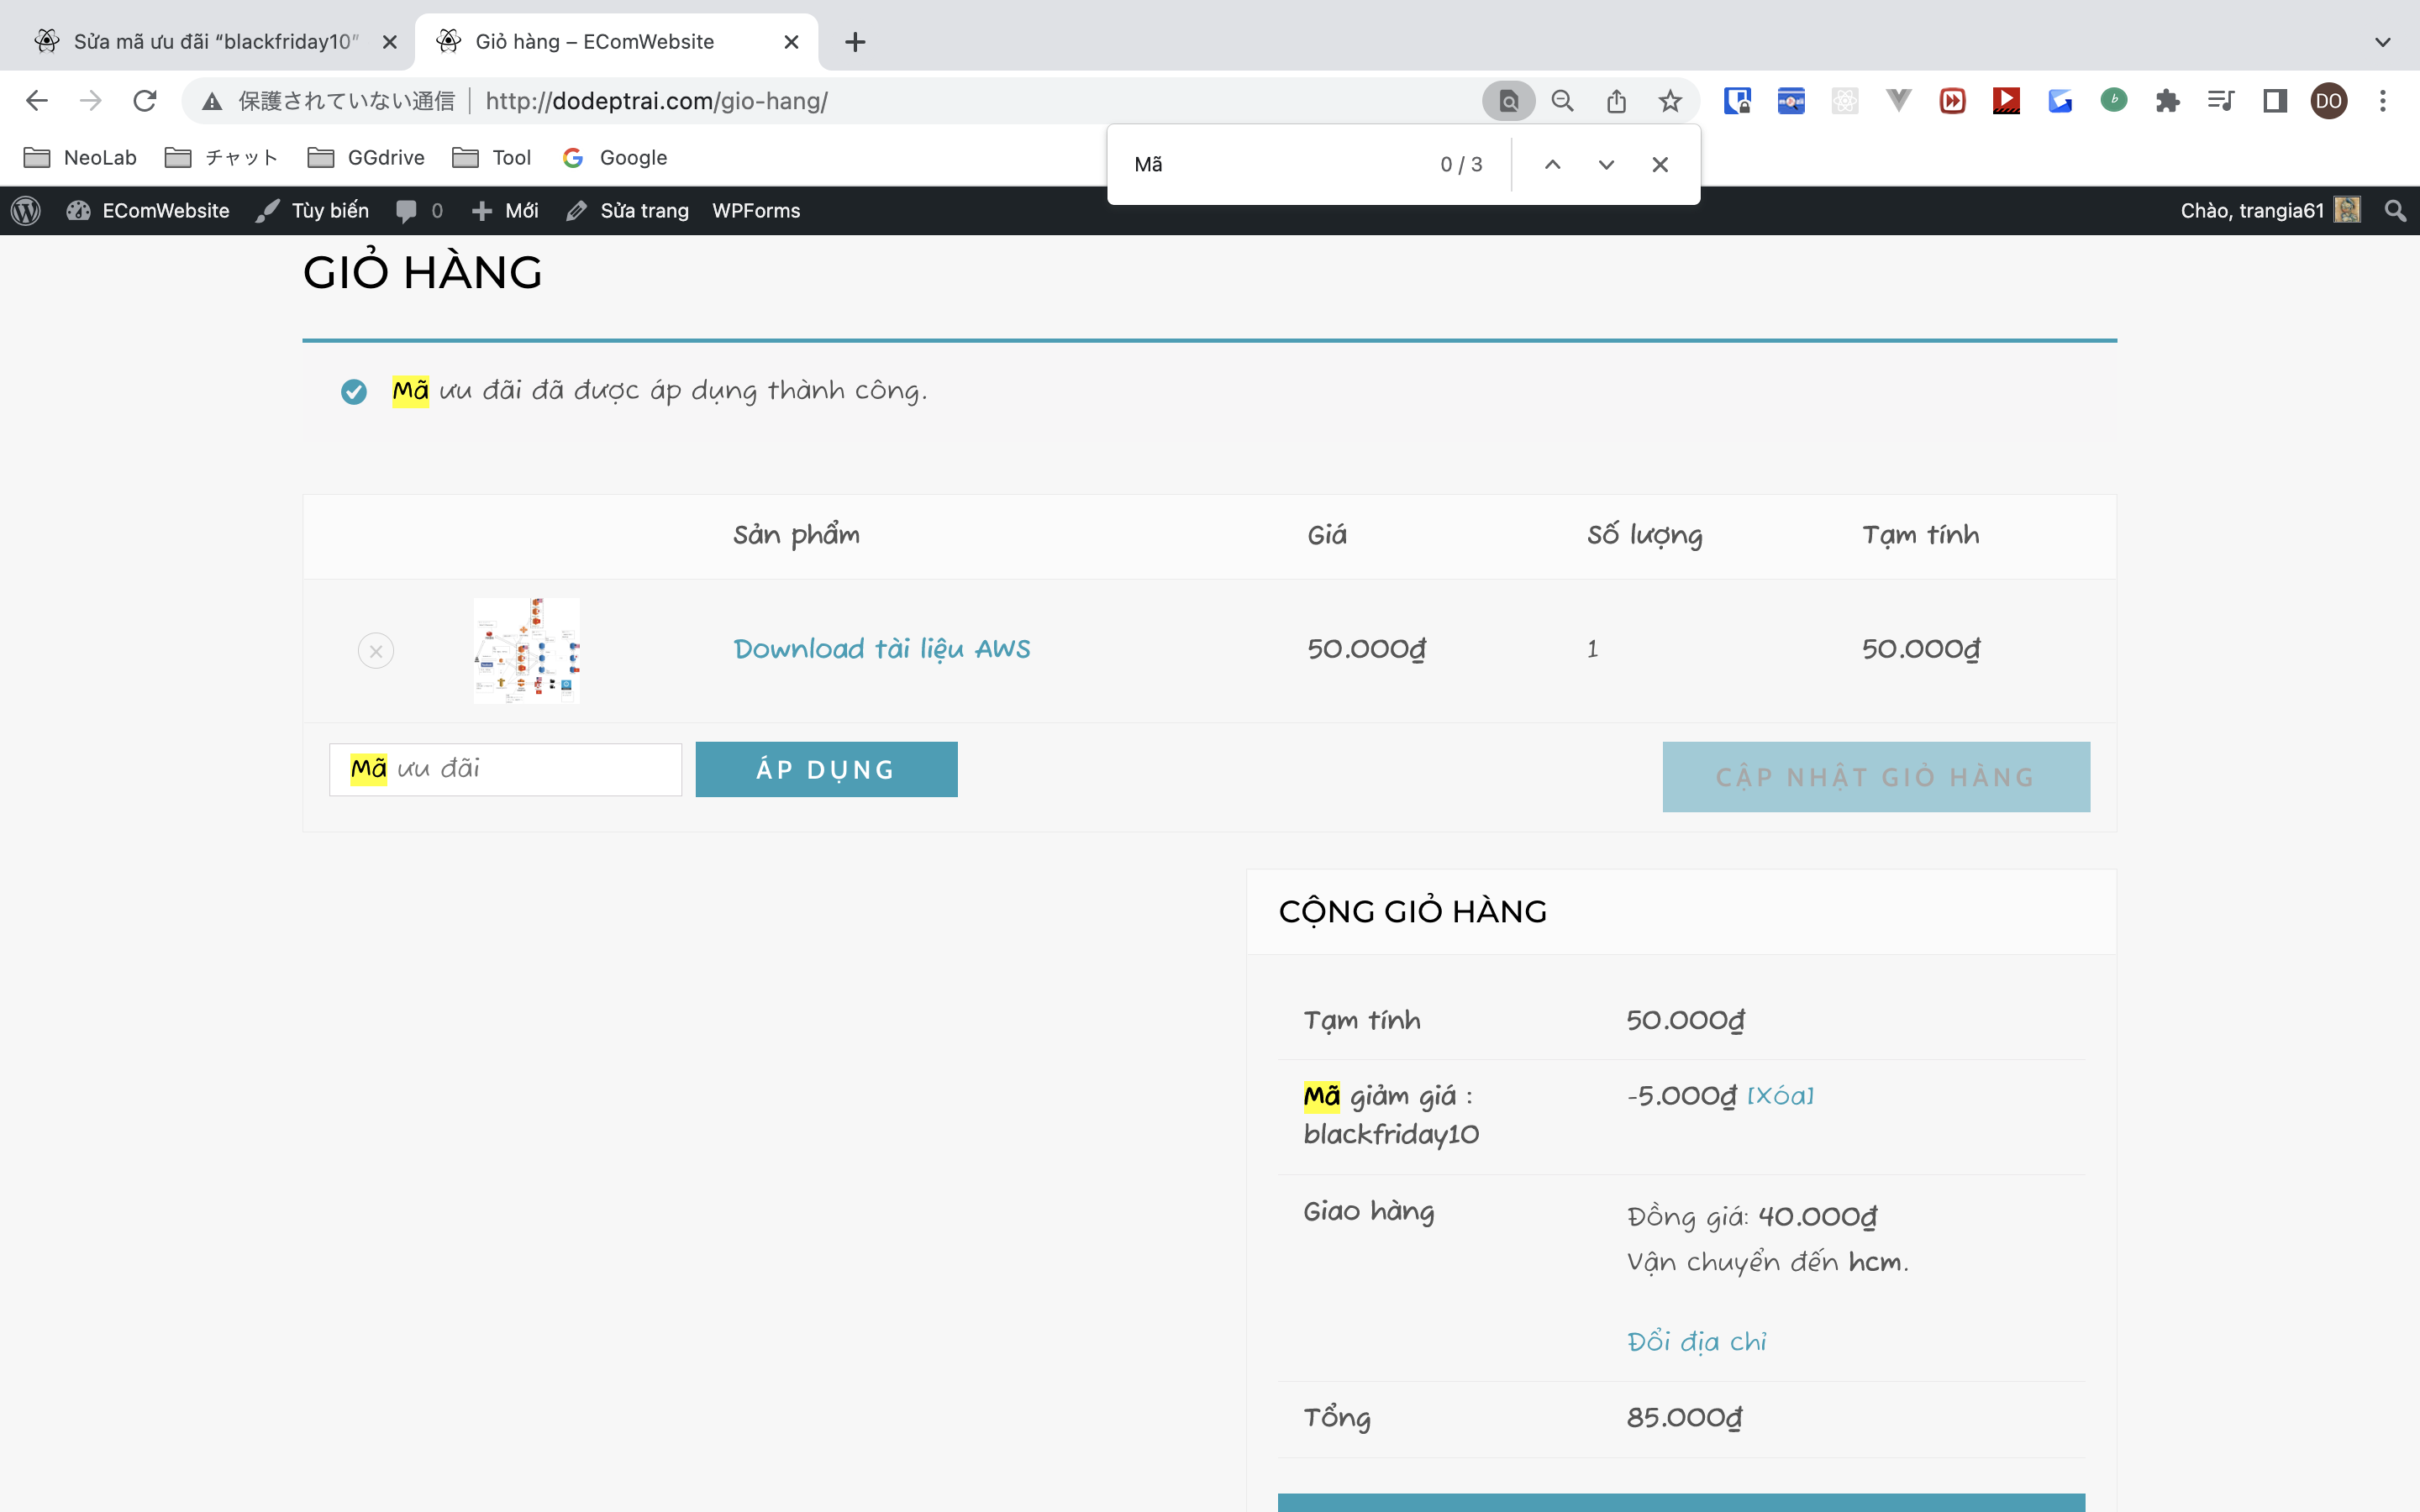 Sửa mã ưu đãi “blackfriday10”
Giỏ hàng – EComWebsite
保護されていない通信 http://dodeptrai.com/gio-hang/
DO
NeoLab チャット GGdrive Tool Google
Mã 0 / 3
EComWebsite Tùy biến 0 Mới Sửa trang WPForms Chào, trangia61
GIỎ HÀNG
Mã ưu đãi đã được áp dụng thành công.
Sản phẩm Giá Số lượng Tạm tính
Download tài liệu AWS 50.000₫ 1 50.000₫
Mã ưu đãi ÁP DỤNG CẬP NHẬT GIỎ HÀNG
CỘNG GIỎ HÀNG
Tạm tính 50.000₫
Mã giảm giá : -5.000₫ [Xóa]
blackfriday10
Giao hàng Đồng giá: 40.000₫
Vận chuyển đến hcm.
Đổi địa chỉ
Tổng 85.000₫